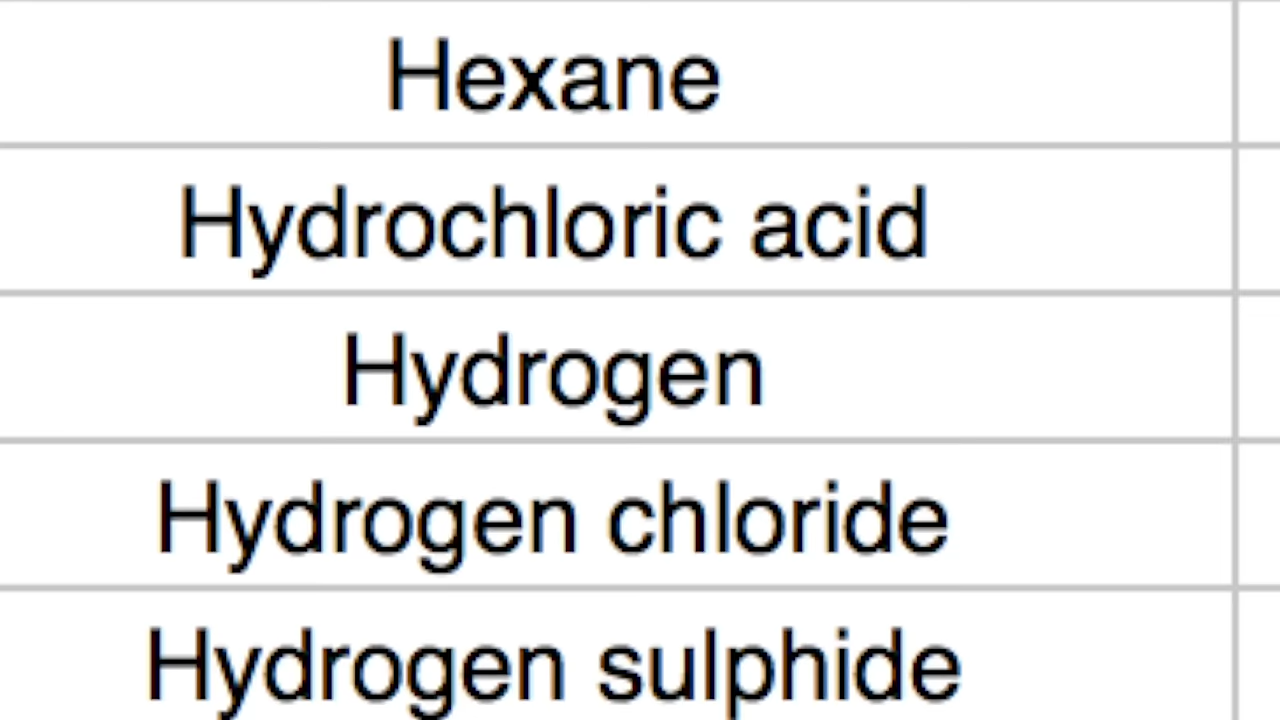 Hexane
Hydrochloric acid
Hydrogen
Hydrogen chloride
Hydrogen sulphide